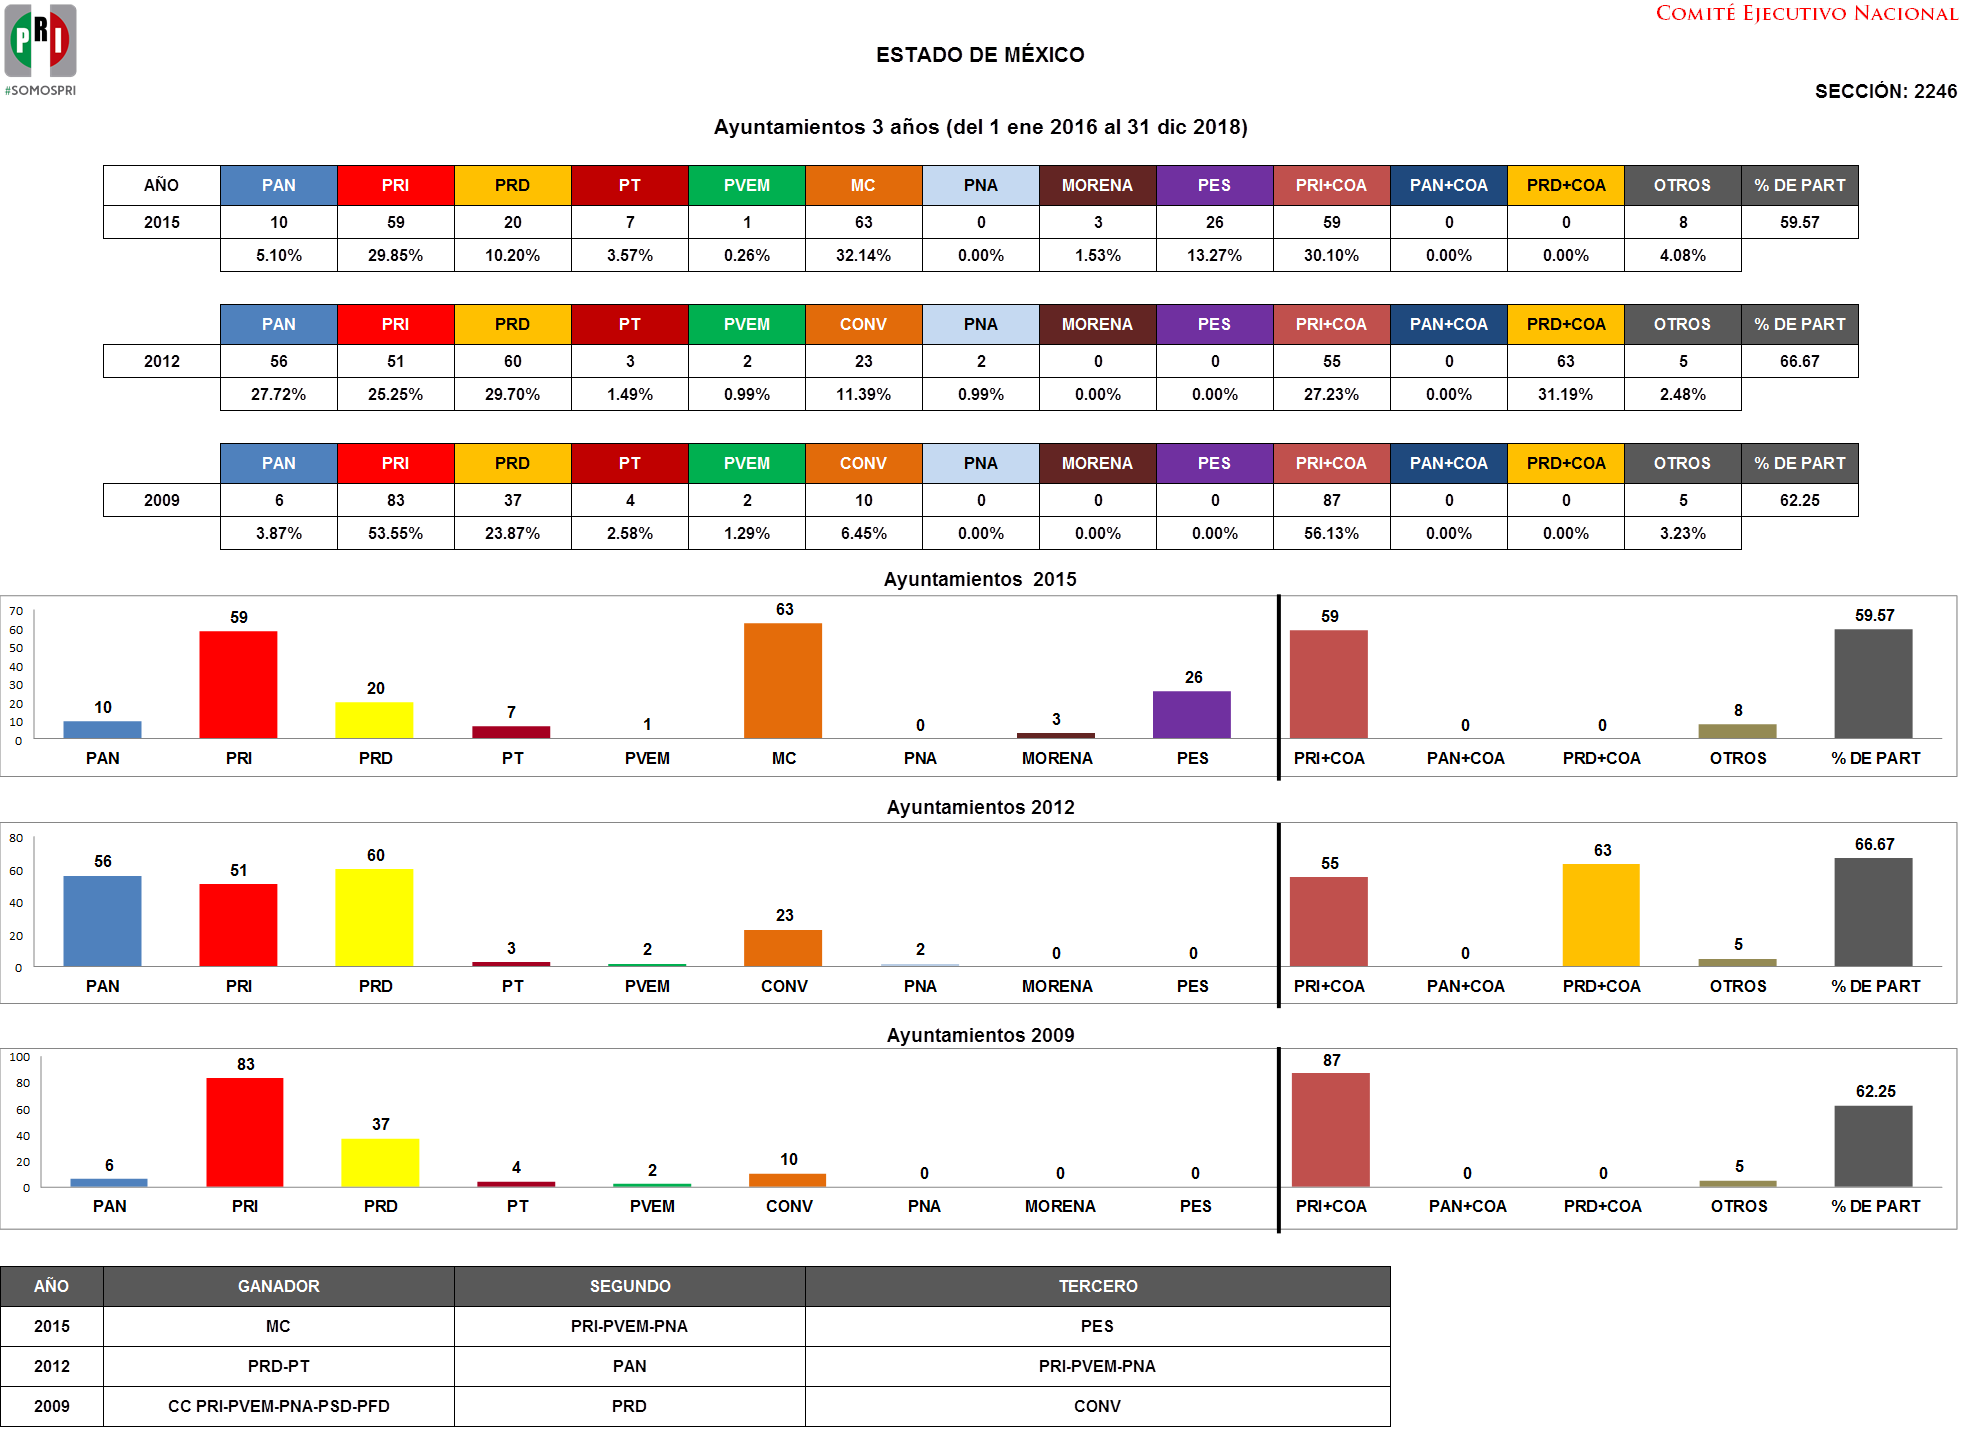 COMITÉ EJECUTIVO NACIONAL
PRI
#SOMOSPRI
ESTADO DE MÉXICO
SECCIÓN: 2246
Ayuntamientos 3 años (del 1 ene 2016 al 31 dic 2018)
AÑO PAN PRI PRD PT PVEM MC PNA MORENA PES PRI+COA PAN+COA PRD+COA OTROS % DE PART
2015 10 59 20 7 1 63 0 3 26 59 0 0 8 59.57
5.10% 29.85% 10.20% 3.57% 0.26% 32.14% 0.00% 1.53% 13.27% 30.10% 0.00% 0.00% 4.08%
PAN PRI PRD PT PVEM CONV PNA MORENA PES PRI+COA PAN+COA PRD+COA OTROS % DE PART
2012 56 51 60 3 2 23 2 0 0 55 0 63 5 66.67
27.72% 25.25% 29.70% 1.49% 0.99% 11.39% 0.99% 0.00% 0.00% 27.23% 0.00% 31.19% 2.48%
PAN PRI PRD PT PVEM CONV PNA MORENA PES PRI+COA PAN+COA PRD+COA OTROS % DE PART
2009 6 83 37 4 2 10 0 0 0 87 0 0 5 62.25
3.87% 53.55% 23.87% 2.58% 1.29% 6.45% 0.00% 0.00% 0.00% 56.13% 0.00% 0.00% 3.23%
Ayuntamientos 2015
70
60
50
40
30
20
10
0
10 59 20 7 1 63 0 3 26 59 0 0 8 59.57
PAN PRI PRD PT PVEM MC PNA MORENA PES PRI+COA PAN+COA PRD+COA OTROS % DE PART
Ayuntamientos 2012
80
60
40
20
0
56 51 60 3 2 23 2 0 0 55 0 63 5 66.67
PAN PRI PRD PT PVEM CONV PNA MORENA PES PRI+COA PAN+COA PRD+COA OTROS % DE PART
Ayuntamientos 2009
100
80
60
40
20
0
6 83 37 4 2 10 0 0 0 87 0 0 5 62.25
PAN PRI PRD PT PVEM CONV PNA MORENA PES PRI+COA PAN+COA PRD+COA OTROS % DE PART
AÑO GANADOR SEGUNDO TERCERO
2015 MC PRI-PVEM-PNA PES
2012 PRD-PT PAN PRI-PVEM-PNA
2009 CC PRI-PVEM-PNA-PSD-PFD PRD CONV